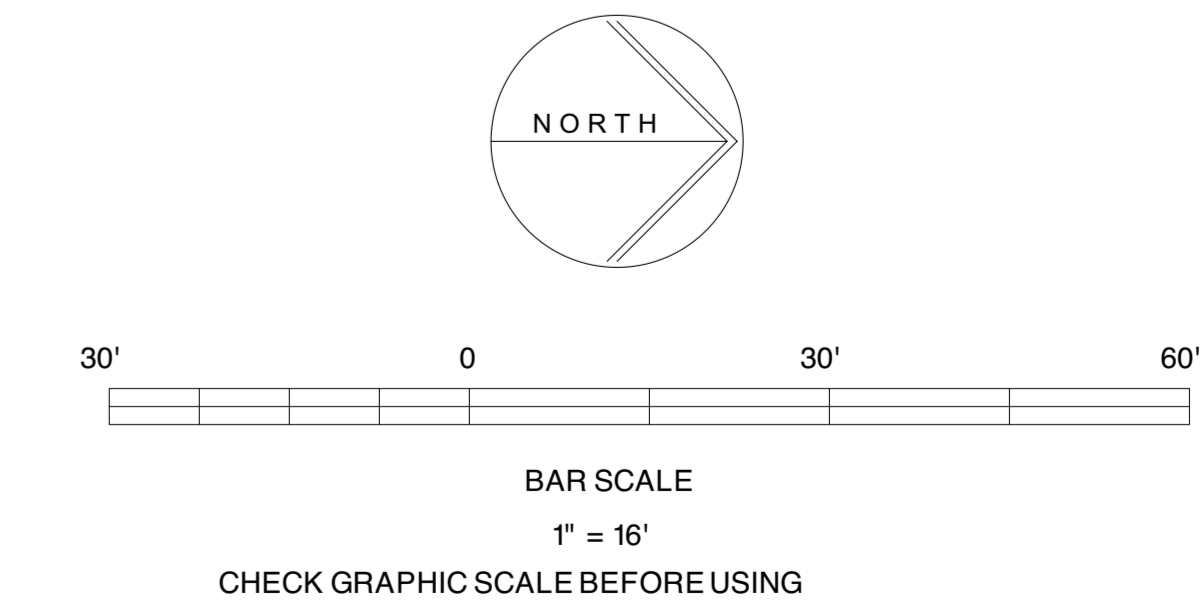 NORTH
30' 0 30' 60'
BAR SCALE
1" = 16'
CHECK GRAPHIC SCALE BEFORE USING